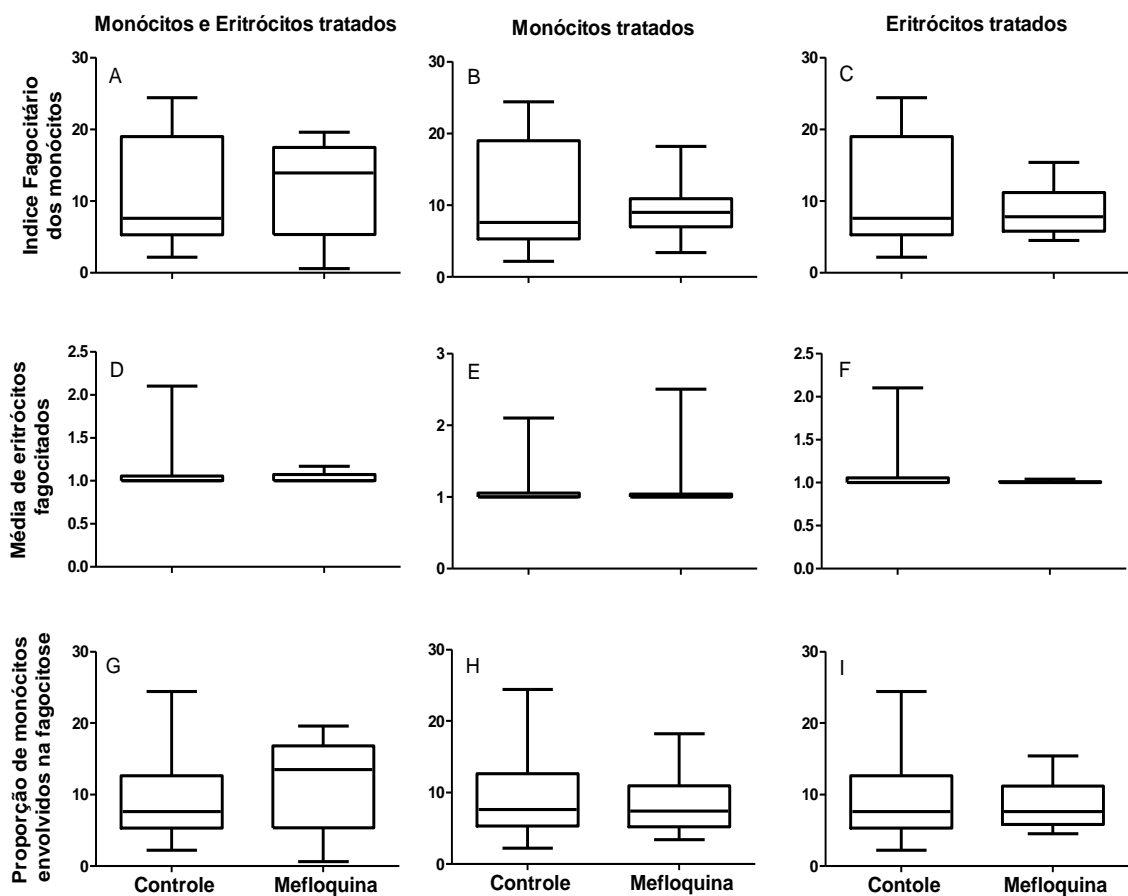 Monócitos e Eritrócitos tratados
Monócitos tratados
Eritrócitos tratados
Indice Fagocitário
dos monócitos
A
30
20
10
0
B
30
20
10
0
C
30
20
10
0
Média de eritrócitos
fagocitados
D
2.5
2.0
1.5
1.0
0.5
0.0
E
3
2
1
0
F
2.5
2.0
1.5
1.0
0.5
0.0
Proporção de monócitos
envolvidos na fagocitose
G
30
20
10
0
Controle
Mefloquina
H
30
20
10
0
Controle
Mefloquina
I
30
20
10
0
Contole
Mefloquina